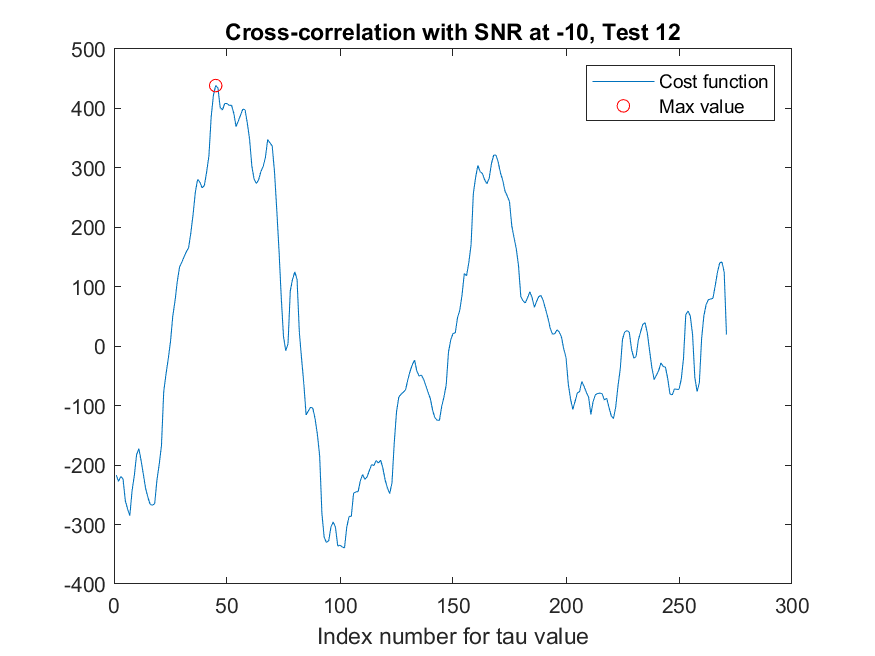 Cross-correlation with SNR at -10, Test 12
500
400
300
200
100
0
-100
-200
-300
-400
0 50 100 150 200 250 300
Index number for tau value
Cost function
Max value